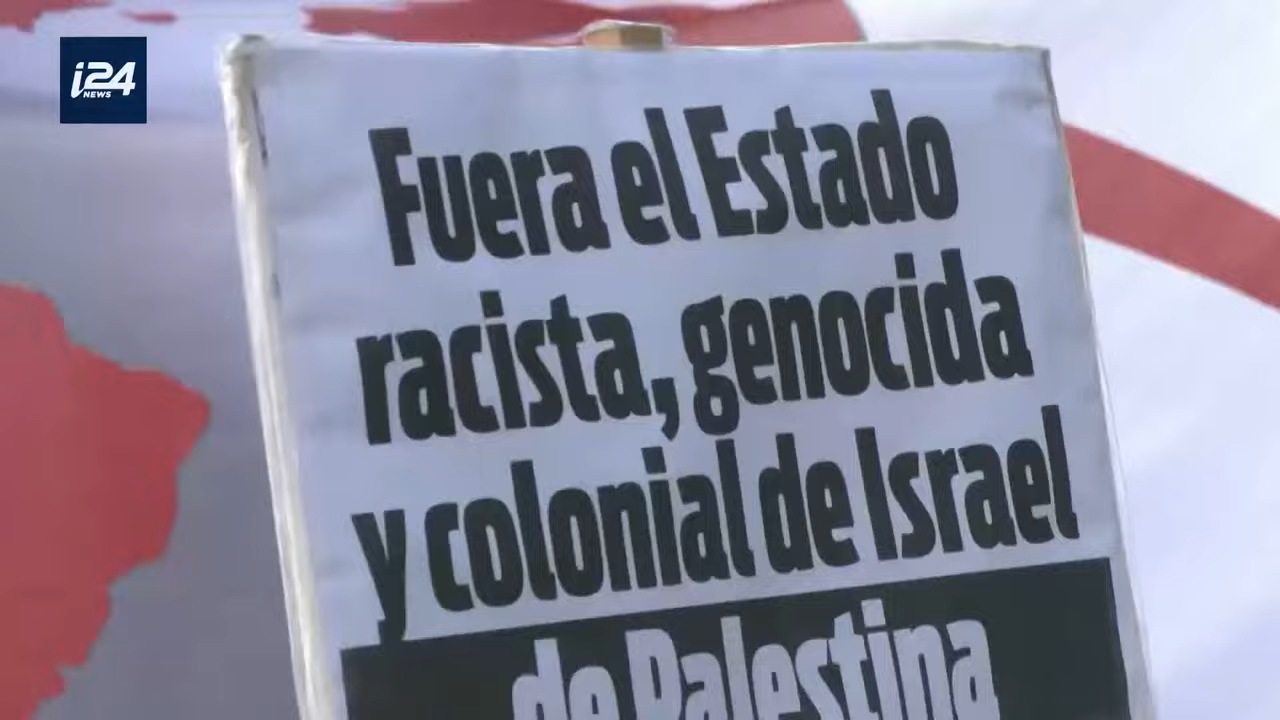 i24
NEWS
Fuera el Estado
racista, genocida
y colonial de Israel
de Palestina